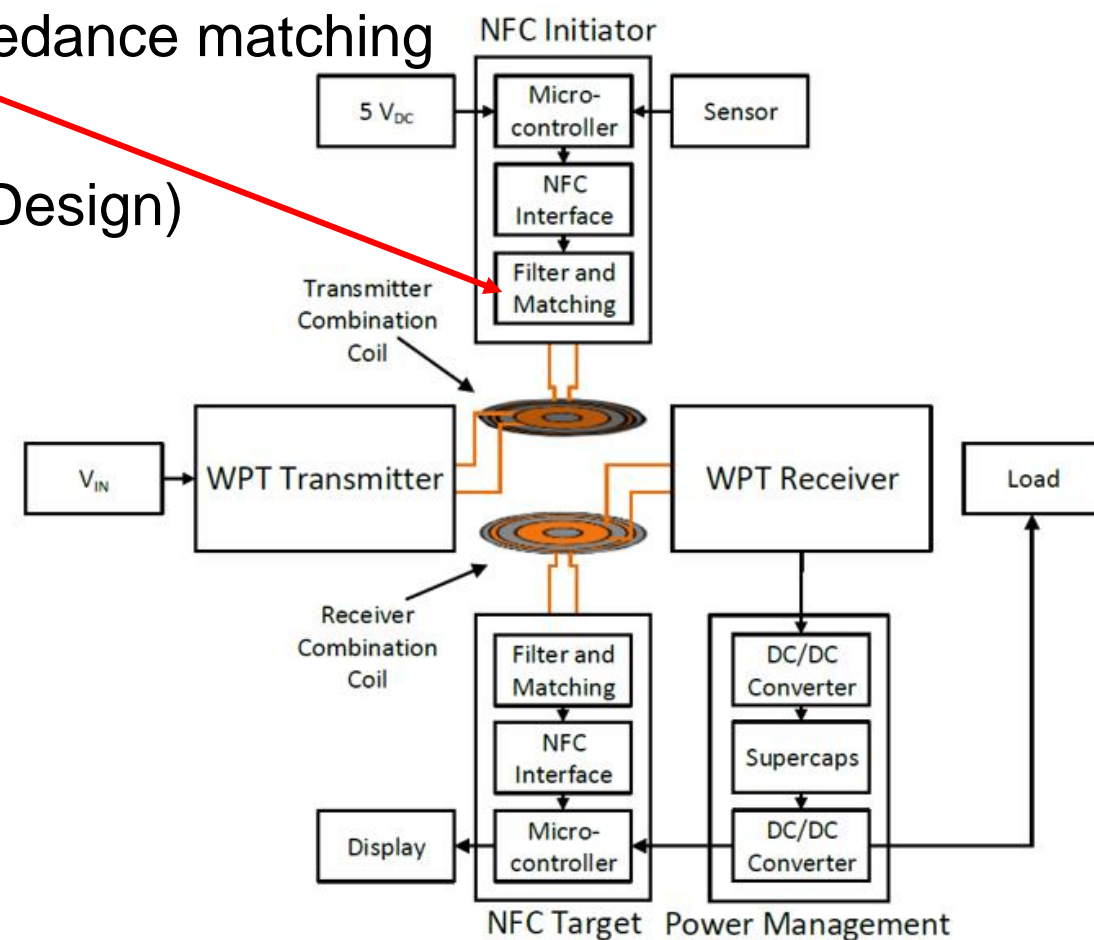 edance matching
Design)
NFC Initiator
5 V_DC
Micro-
controller
Sensor
NFC
Interface
Filter and
Matching
Transmitter
Combination
Coil
V_IN
WPT Transmitter
WPT Receiver
Load
Receiver
Combination
Coil
Filter and
Matching
NFC
Interface
Micro-
controller
Display
DC/DC
Converter
Supercaps
DC/DC
Converter
NFC Target
Power Management